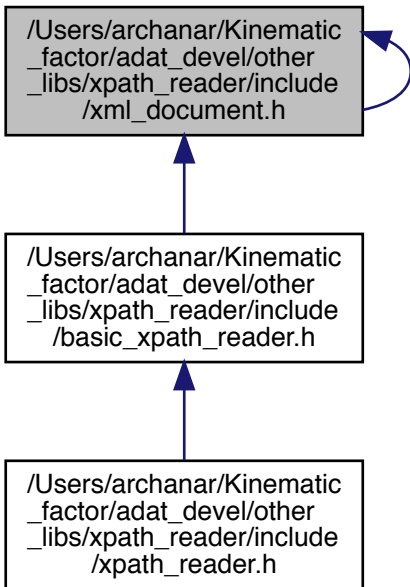 /Users/archanar/Kinematic
_factor/adat_devel/other
_libs/xpath_reader/include
/xml_document.h
/Users/archanar/Kinematic
_factor/adat_devel/other
_libs/xpath_reader/include
/basic_xpath_reader.h
/Users/archanar/Kinematic
_factor/adat_devel/other
_libs/xpath_reader/include
/xpath_reader.h